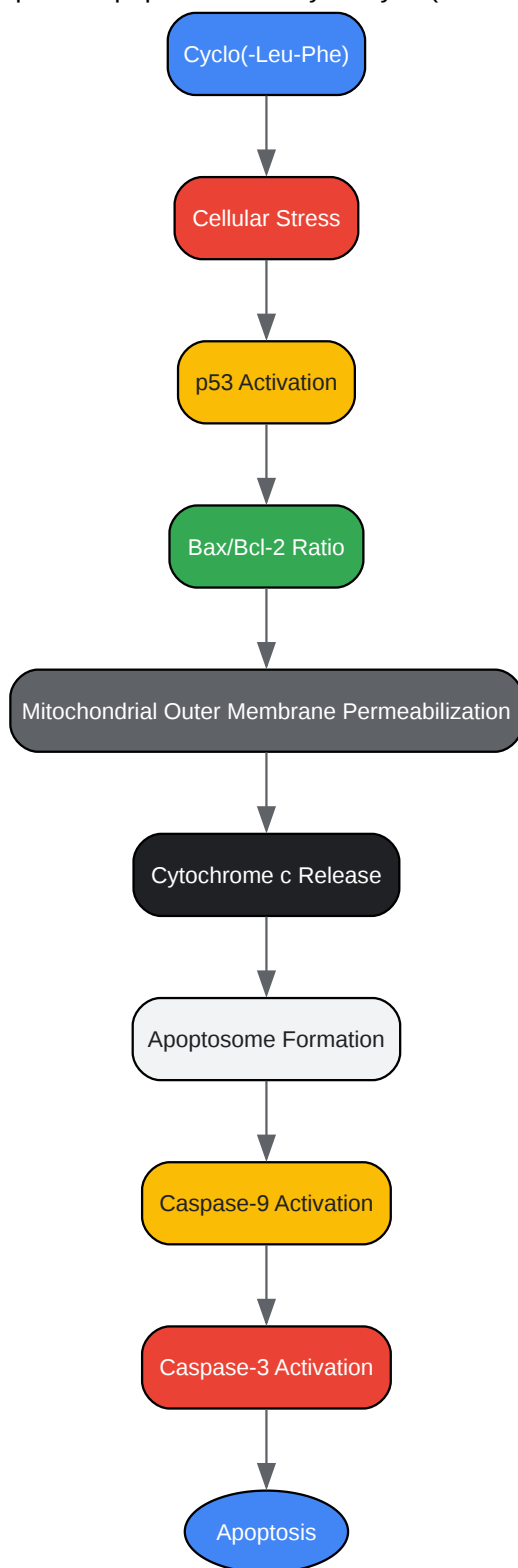 Cyclo(-Leu-Phe)
Cellular Stress
p53 Activation
Bax/Bcl-2 Ratio
Mitochondrial Outer Membrane Permeabilization
Cytochrome c Release
Apoptosome Formation
Caspase-9 Activation
Caspase-3 Activation
Apoptosis